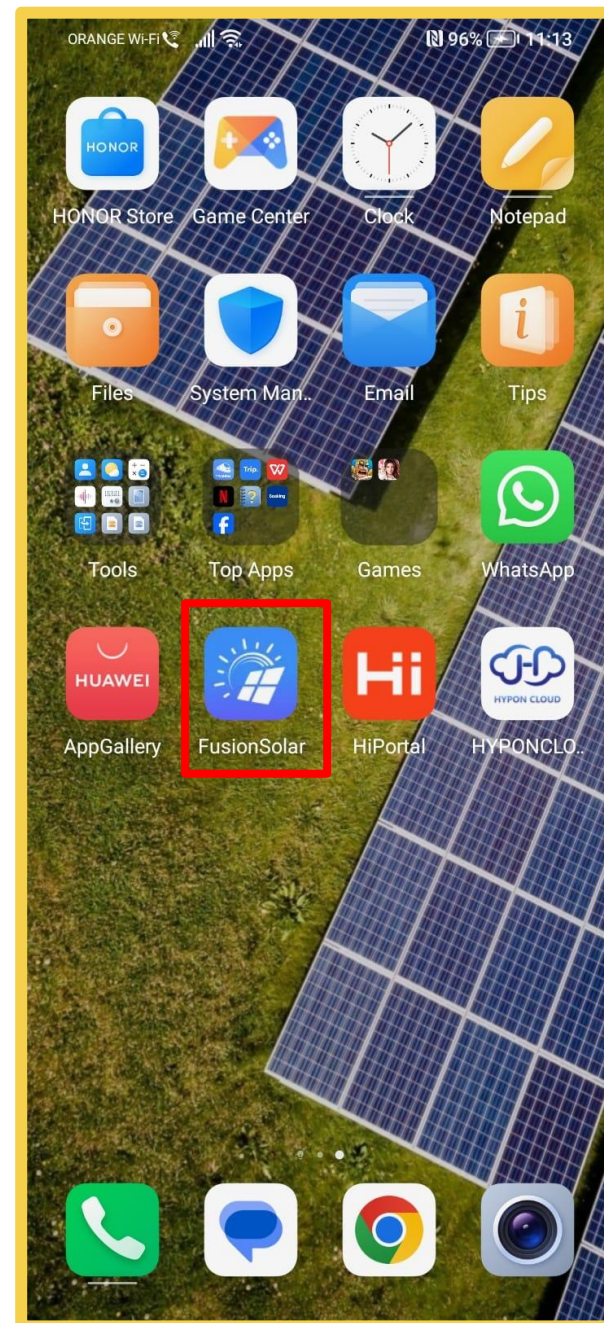 ORANGE Wi-Fi 96% 11:13
HONOR
HONOR Store Game Center Clock Notepad
Files System Man.. Email Tips
Trip.
Tools Top Apps Games WhatsApp
HUAWEI Hi HYPON CLOUD
AppGallery FusionSolar HiPortal HYPONCLO..